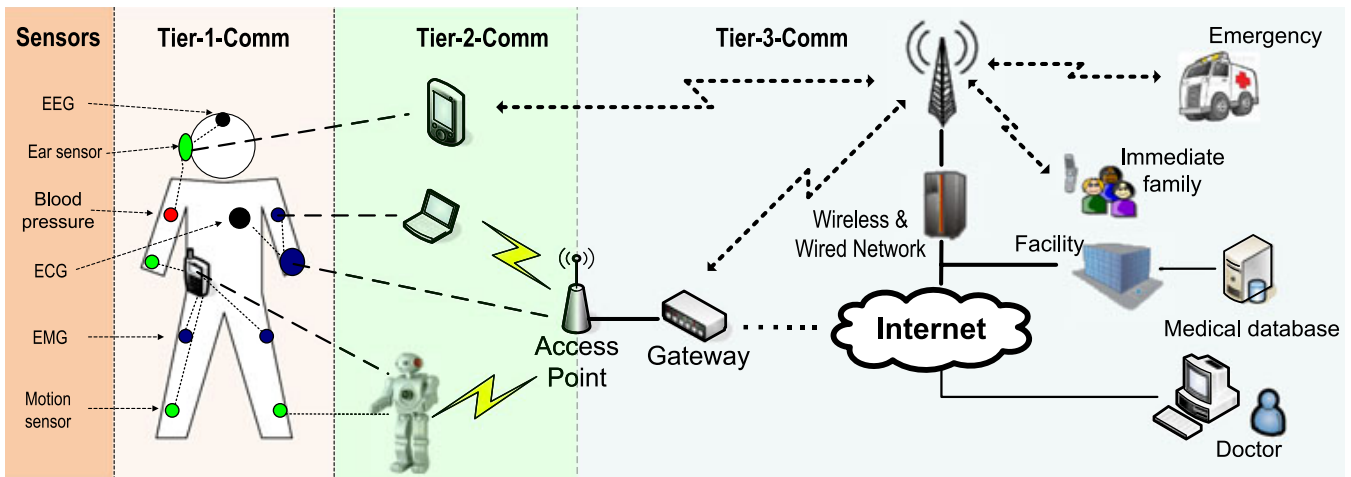 Sensors
Tier-1-Comm
Tier-2-Comm
Tier-3-Comm
EEG
Ear sensor
Blood
pressure
ECG
EMG
Motion
sensor
Access
Point
Gateway
Wireless &
Wired Network
Internet
Emergency
Immediate
family
Facility
Medical database
Doctor